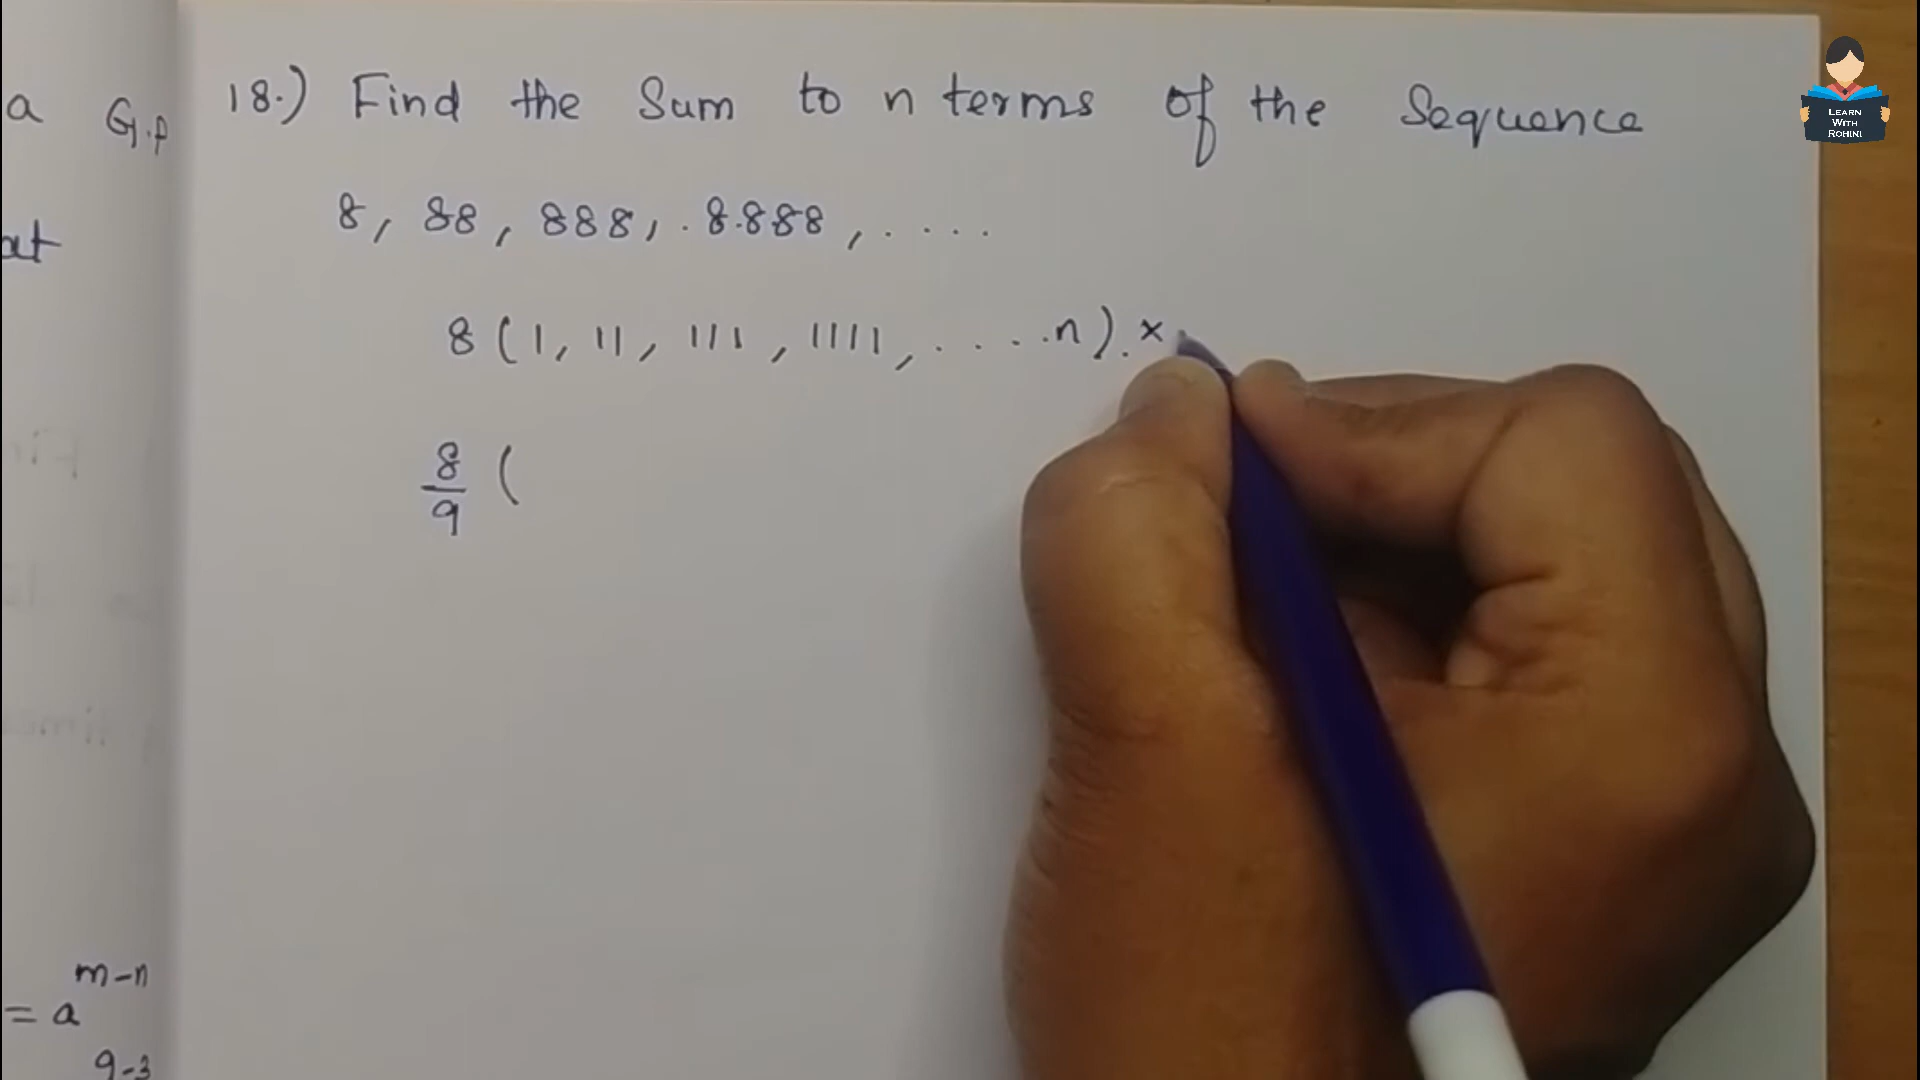 a G.P
at
= a^m-n
9-3
18.) Find the Sum to n terms of the Sequence
8, 88, 888, 8888, ....
8 (1, 11, 111, 1111, ....n) ×
8/9 (
LEARN
WITH
ROHINI